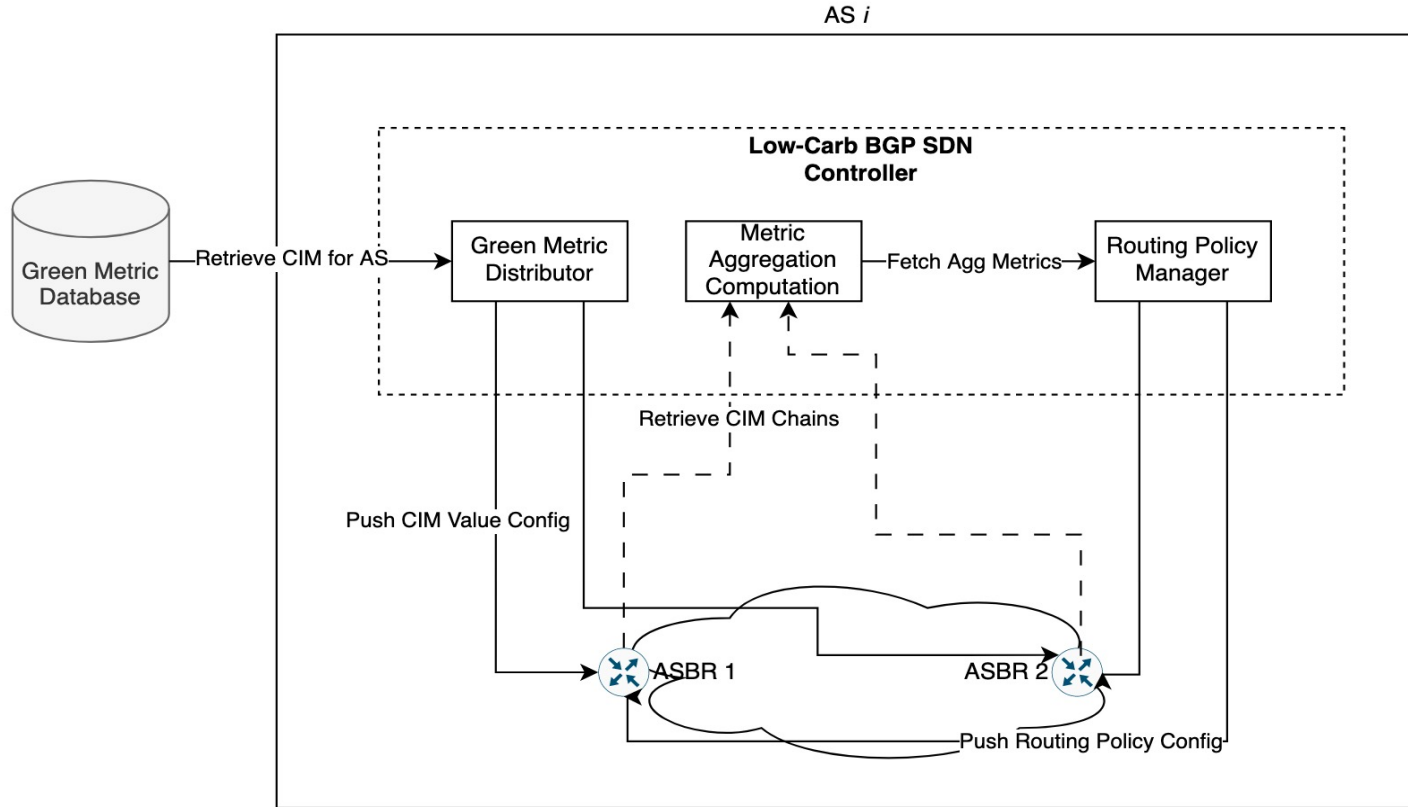 AS i
Low-Carb BGP SDN
Controller
Green Metric
Database
Retrieve CIM for AS
Green Metric
Distributor
Metric
Aggregation
Computation
Fetch Agg Metrics
Routing Policy
Manager
Retrieve CIM Chains
Push CIM Value Config
ASBR 1
ASBR 2
Push Routing Policy Config